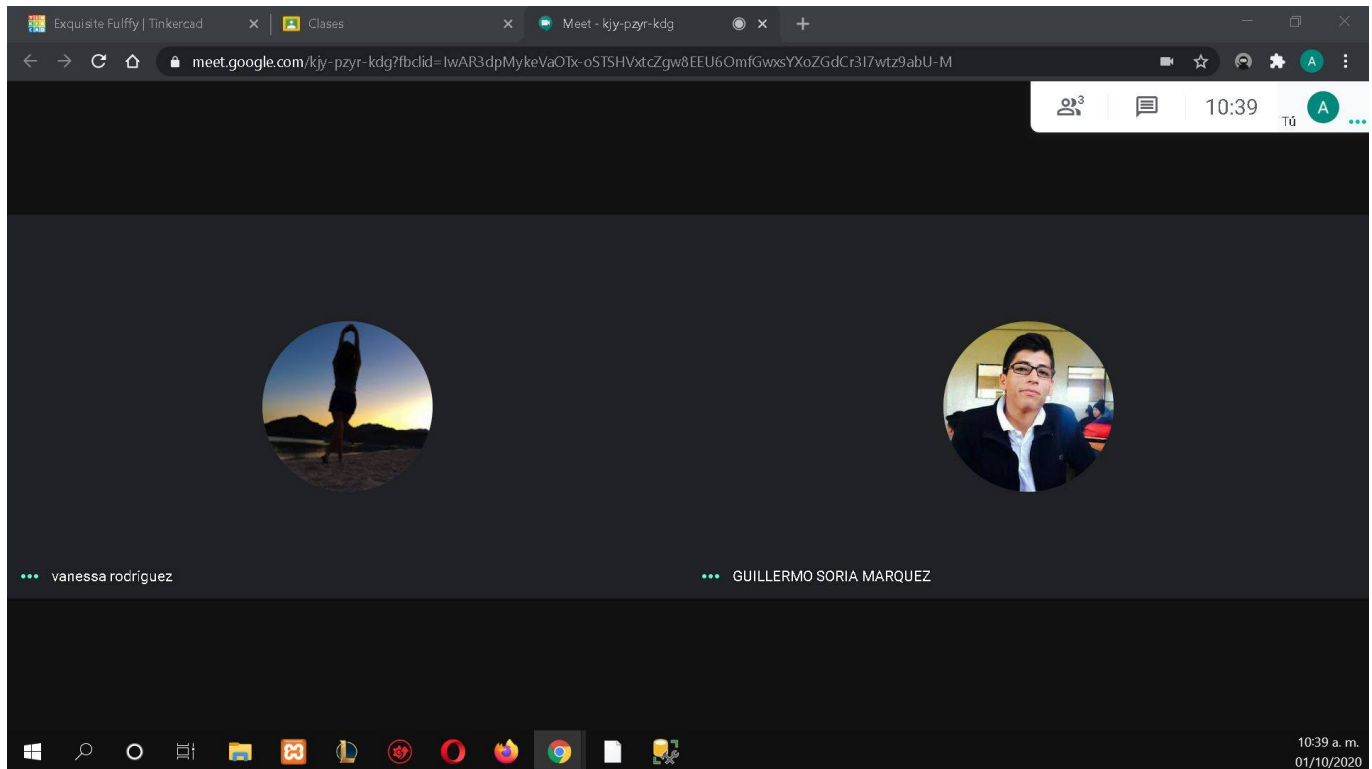 Exquisite Fulffy | Tinkercad
Clases
Meet - kjy-pzyr-kdg
meet.google.com/kjy-pzyr-kdg?fbclid=IwAR3dpMykeVaOTx-oSTSHVxtcZgw8EEU6OmfGwxsYXoZGdCr3I7wtz9abU-M
A
3
10:39
Tú
A
vanessa rodríguez
GUILLERMO SORIA MARQUEZ
10:39 a. m.
01/10/2020